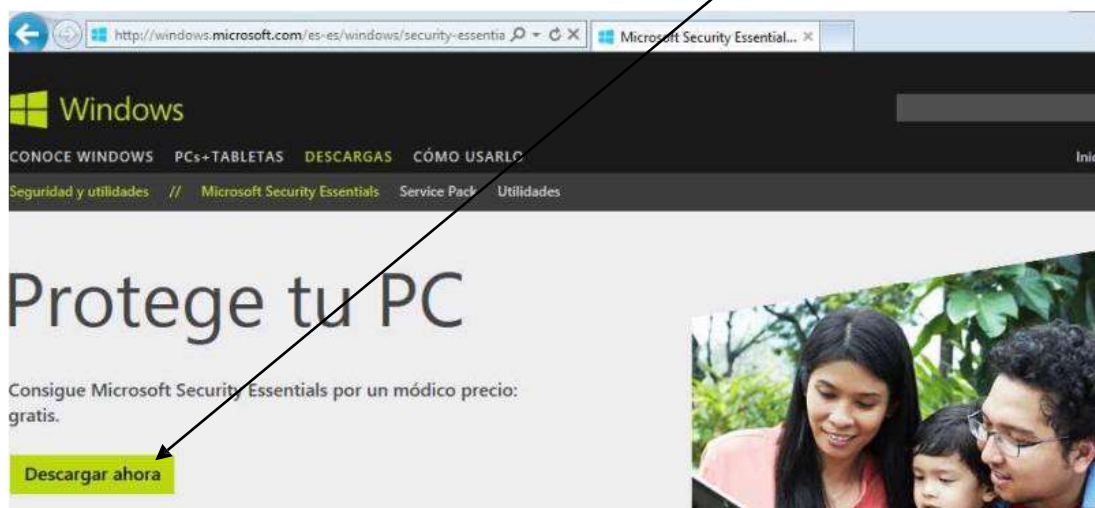 http://windows.microsoft.com/es-es/windows/security-essentia
Microsoft Security Essential...
Windows
CONOCE WINDOWS PCs+TABLETAS DESCARGAS CÓMO USARLO
Seguridad y utilidades // Microsoft Security Essentials Service Pack Utilidades
Protege tu PC
Consigue Microsoft Security Essentials por un módico precio:
gratis.
Descargar ahora